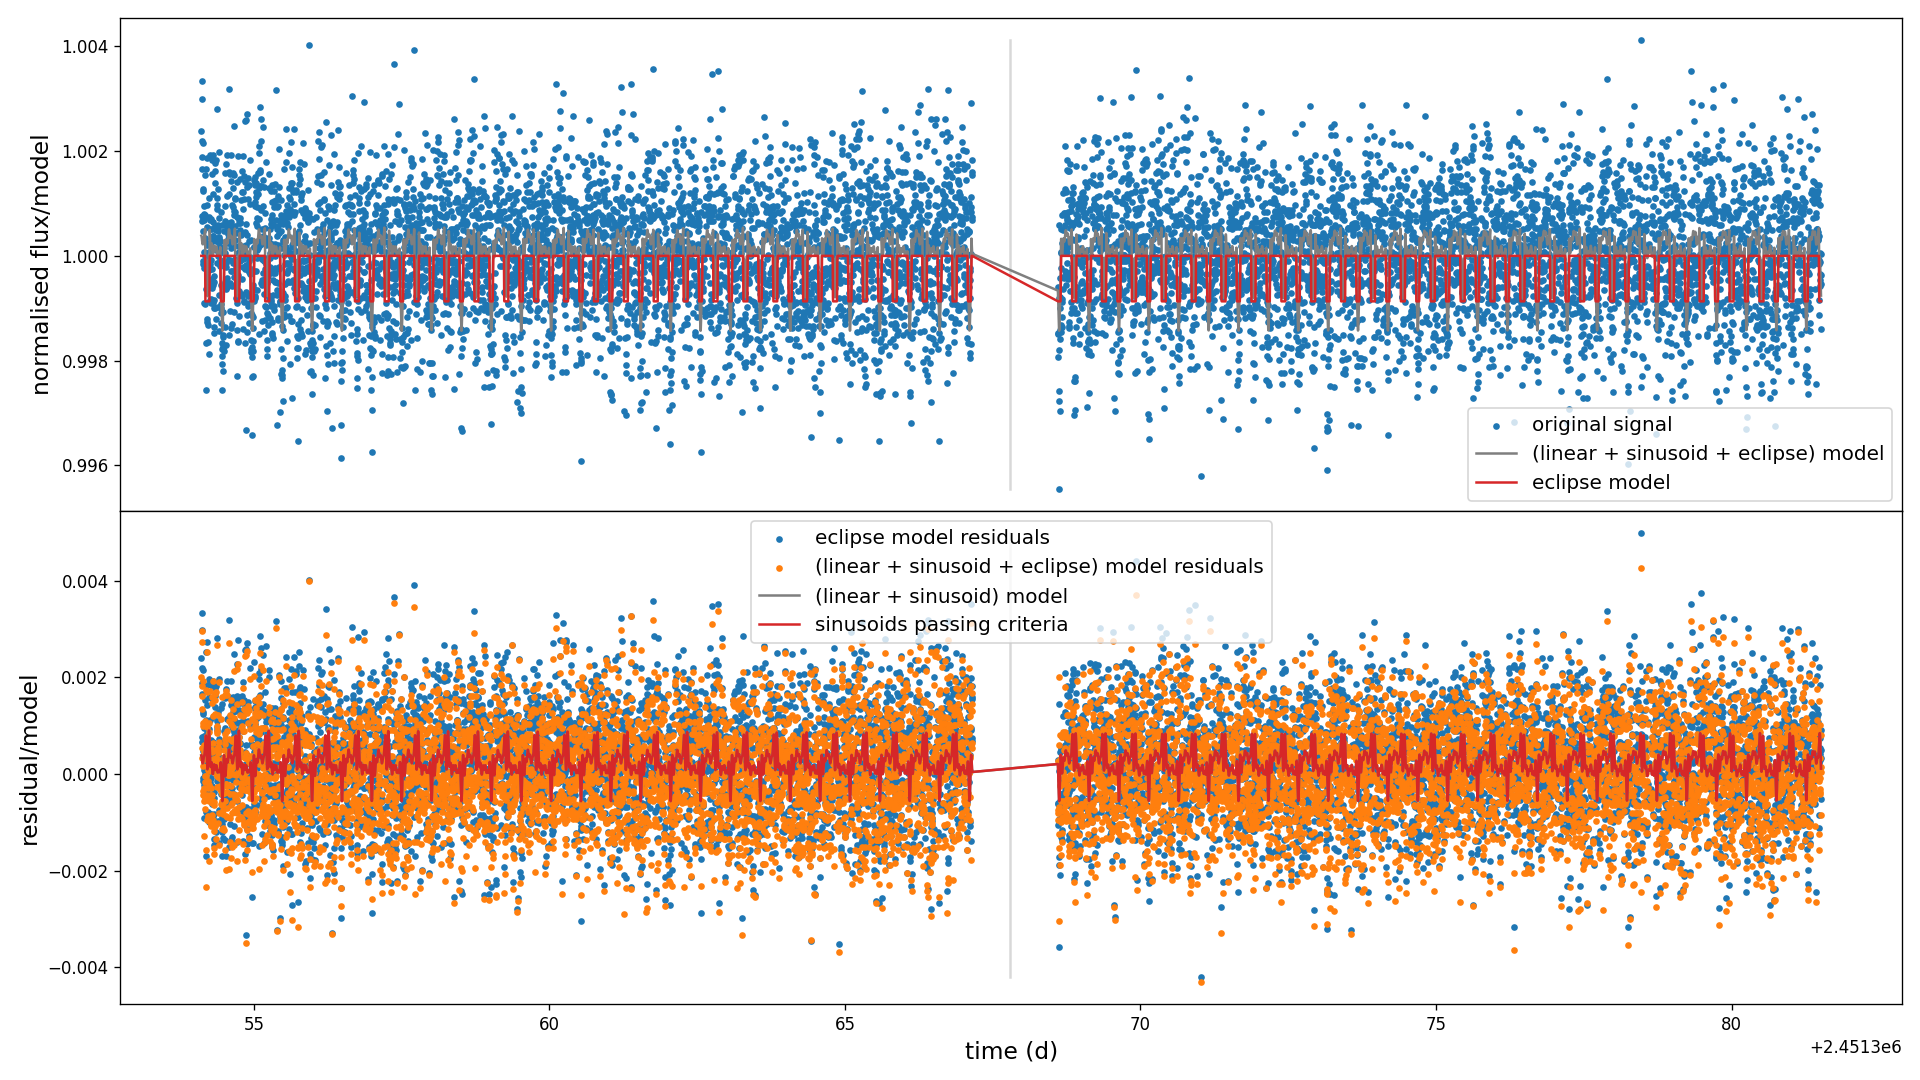 normalised flux/model
1.004
1.002
1.000
0.998
0.996
original signal
(linear + sinusoid + eclipse) model
eclipse model
residual/model
0.004
0.002
0.000
−0.002
−0.004
eclipse model residuals
(linear + sinusoid + eclipse) model residuals
(linear + sinusoid) model
sinusoids passing criteria
55 60 65 70 75 80
time (d)
+2.4513e6